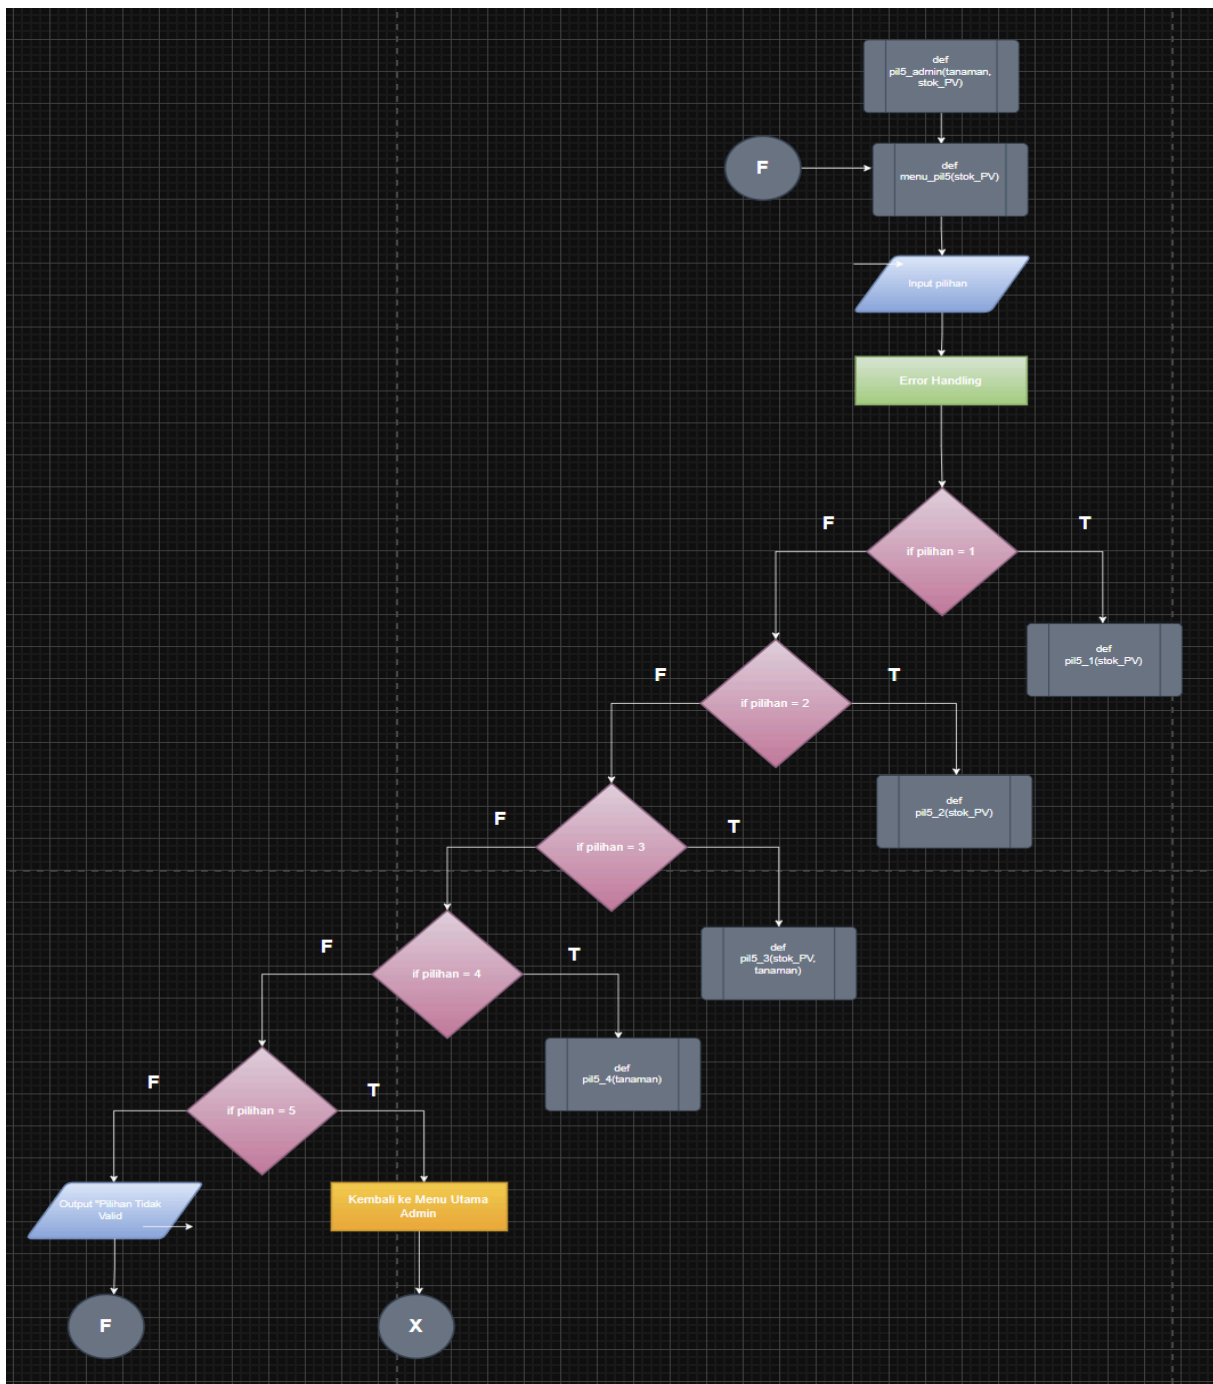 def
pil5_admin(tanaman,
stok_PV)
F
def
menu_pil5(stok_PV)
Input pilihan
Error Handling
F
T
if pilihan = 1
def
pil5_1(stok_PV)
F
T
if pilihan = 2
def
pil5_2(stok_PV)
F
T
if pilihan = 3
def
pil5_3(stok_PV,
tanaman)
F
T
if pilihan = 4
def
pil5_4(tanaman)
F
T
if pilihan = 5
Output "Pilihan Tidak
Valid
Kembali ke Menu Utama
Admin
F
X